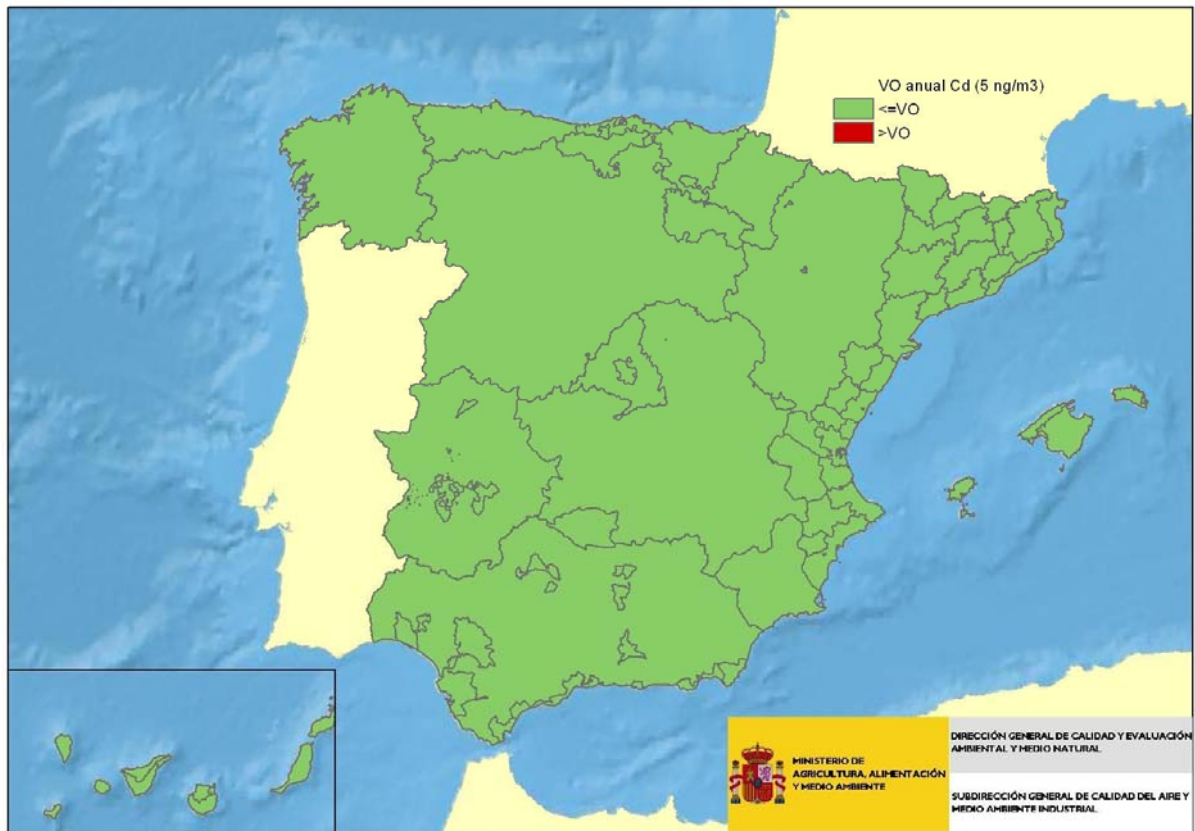 VO anual Cd (5 ng/m3)
<=VO
>VO
MINISTERIO DE
AGRICULTURA, ALIMENTACIÓN
Y MEDIO AMBIENTE
DIRECCIÓN GENERAL DE CALIDAD Y EVALUACIÓN
AMBIENTAL Y MEDIO NATURAL
SUBDIRECCIÓN GENERAL DE CALIDAD DEL AIRE Y
MEDIO AMBIENTE INDUSTRIAL